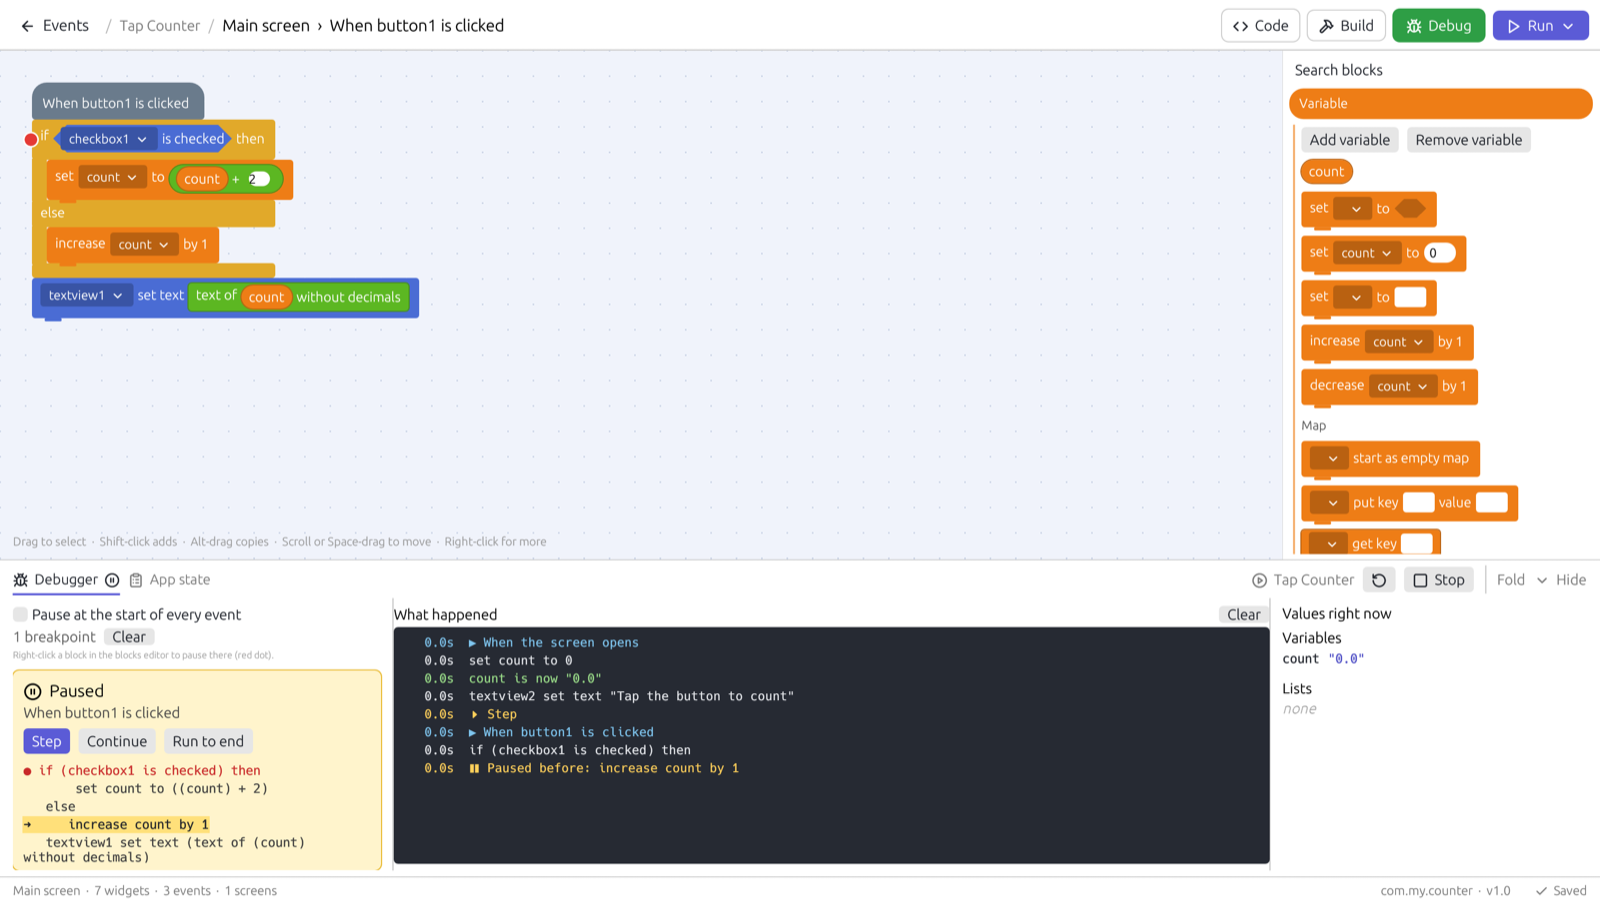 Events / Tap Counter / Main screen › When button1 is clicked
Code Build Debug Run
When button1 is clicked
if checkbox1 is checked then
set count to count + 2
else
increase count by 1
textview1 set text text of count without decimals
Drag to select · Shift-click adds · Alt-drag copies · Scroll or Space-drag to move · Right-click for more
Search blocks
Variable
Add variable Remove variable
count
set to
set count to 0
set to
increase count by 1
decrease count by 1
Map
start as empty map
put key value
get key
Debugger App state
Tap Counter Stop Fold Hide
Pause at the start of every event
1 breakpoint Clear
Right-click a block in the blocks editor to pause there (red dot).
Paused
When button1 is clicked
Step Continue Run to end
if (checkbox1 is checked) then
set count to ((count) + 2)
else
→ increase count by 1
textview1 set text (text of (count)
without decimals)
What happened Clear
0.0s ▶ When the screen opens
0.0s set count to 0
0.0s count is now "0.0"
0.0s textview2 set text "Tap the button to count"
0.0s ▸ Step
0.0s ▶ When button1 is clicked
0.0s if (checkbox1 is checked) then
0.0s ⏸ Paused before: increase count by 1
Values right now
Variables
count "0.0"
Lists
none
Main screen · 7 widgets · 3 events · 1 screens
com.my.counter · v1.0 ✓ Saved